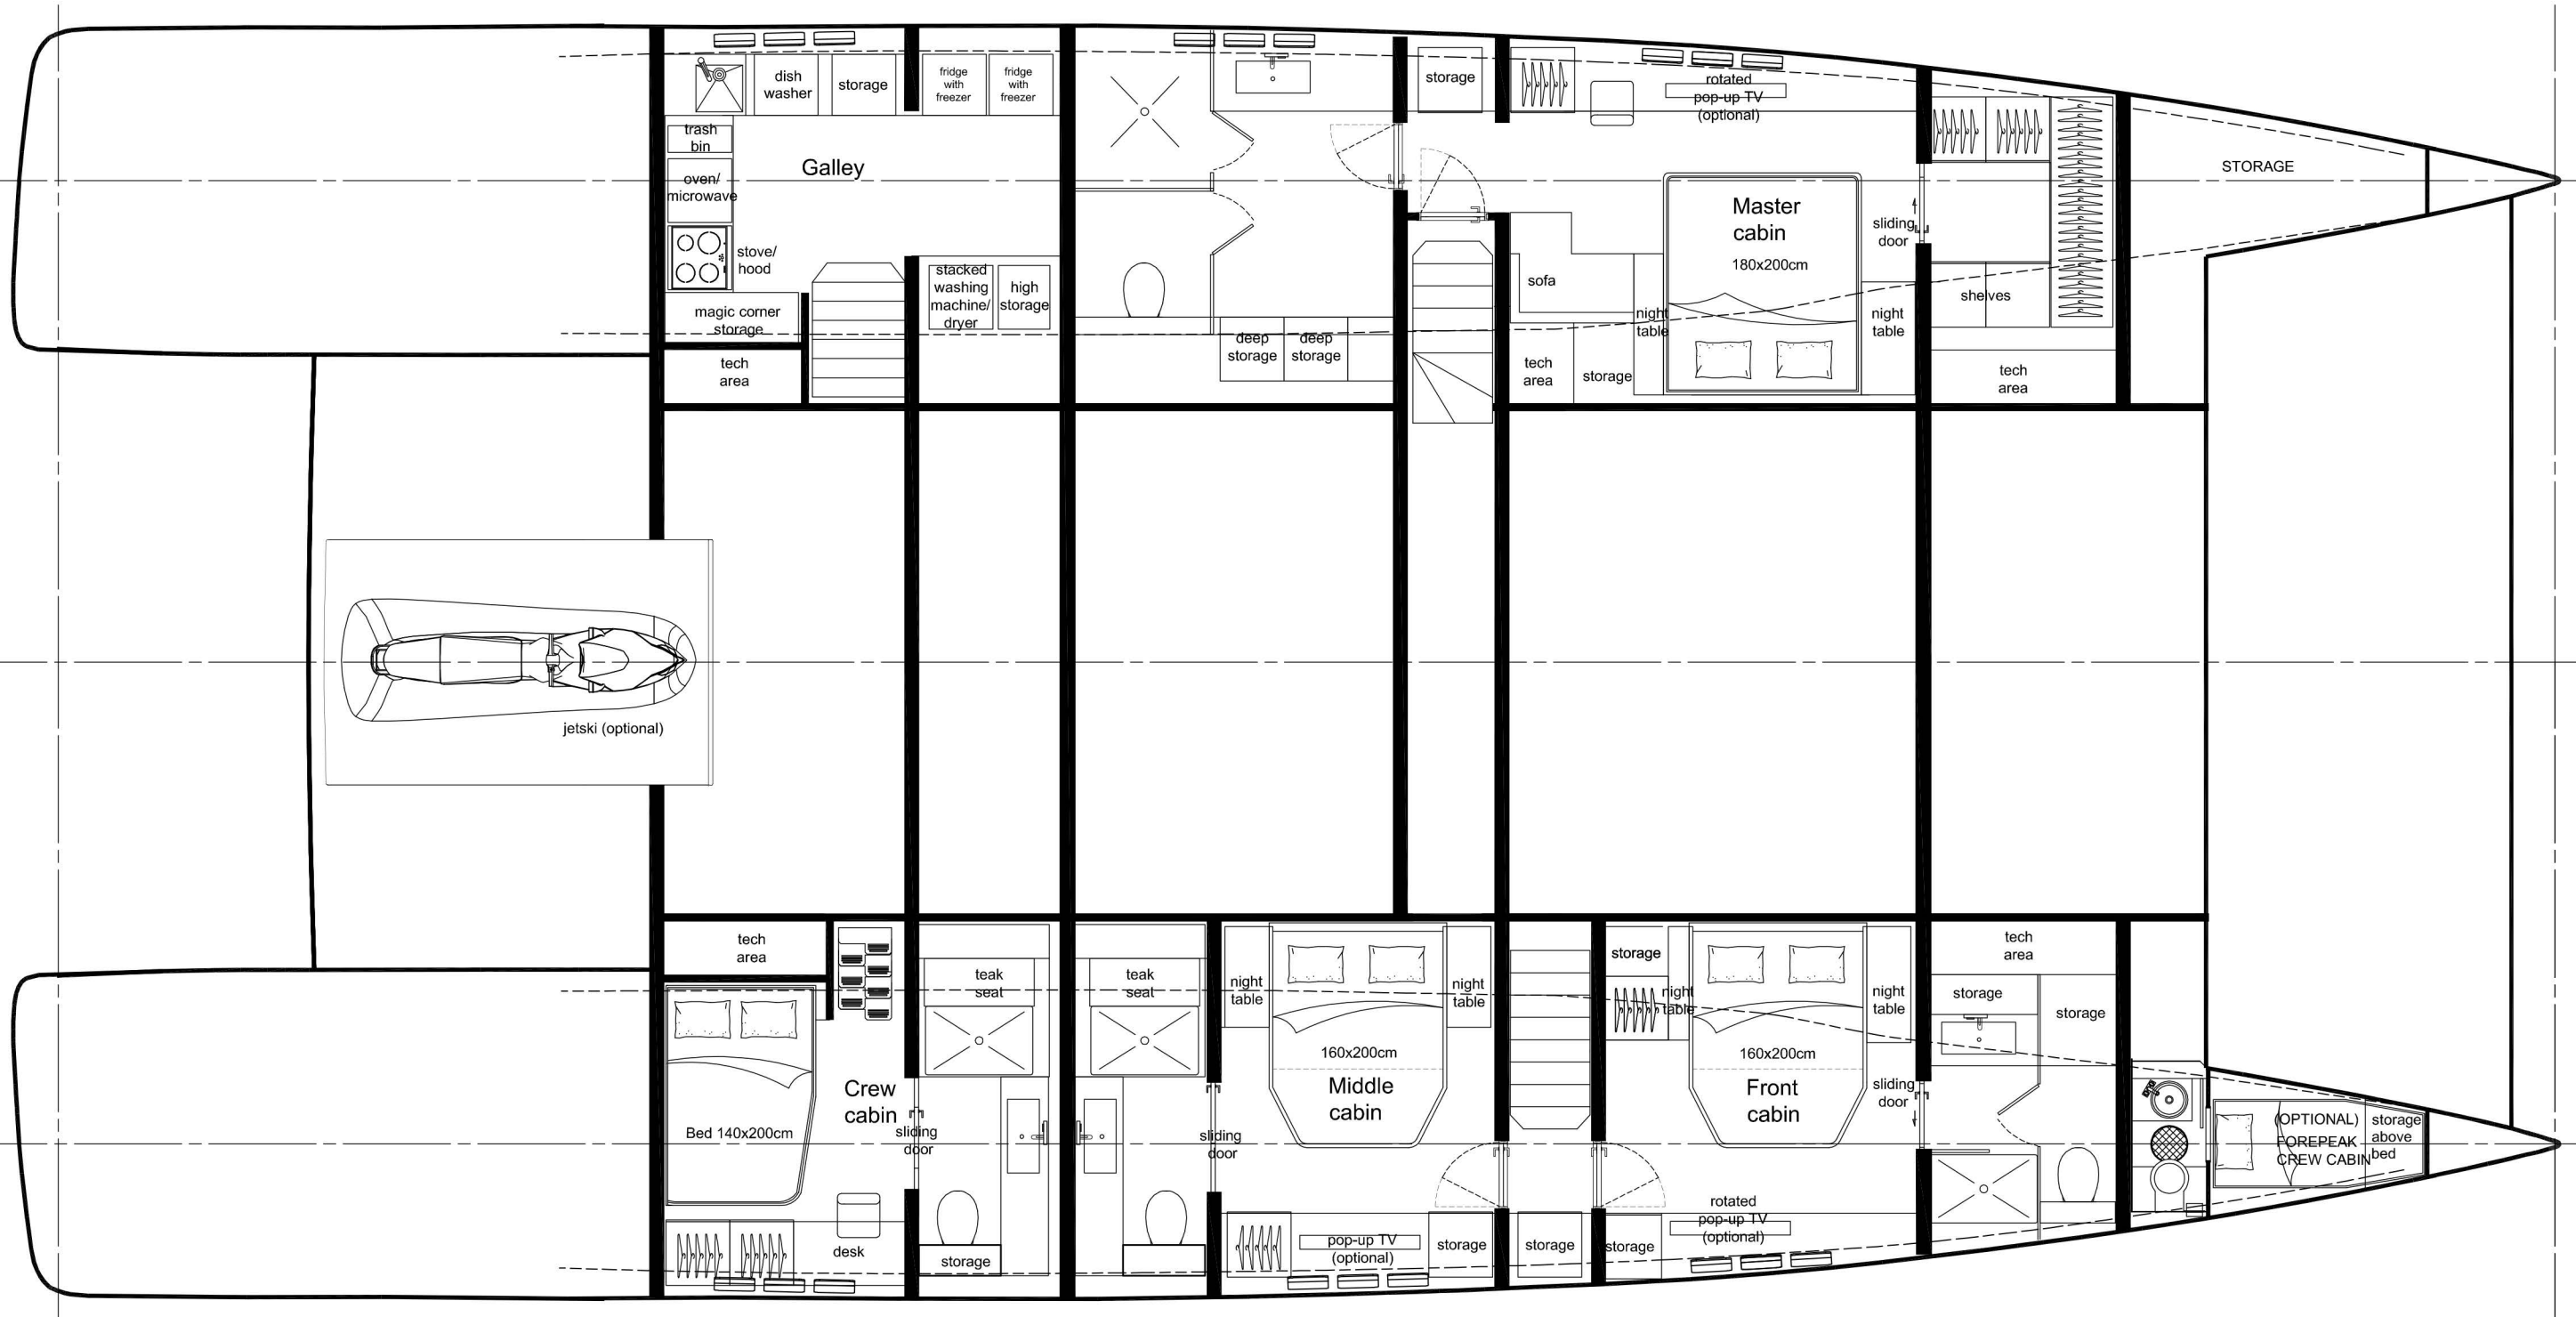 dish
washer
storage
fridge
with
freezer
fridge
with
freezer
trash
bin
oven/
microwave
Galley
stove/
hood
magic corner
storage
tech
area
stacked
washing
machine/
dryer
high
storage
deep
storage
deep
storage
storage
rotated
pop-up TV
(optional)
Master
cabin
180x200cm
sliding
door
sofa
night
table
night
table
tech
area
storage
shelves
tech
area
STORAGE
jetski (optional)
tech
area
Crew
cabin
Bed 140x200cm
sliding
door
desk
teak
seat
storage
teak
seat
sliding
door
night
table
night
table
160x200cm
Middle
cabin
pop-up TV
(optional)
storage
storage
storage
night
table
night
table
160x200cm
Front
cabin
sliding
door
storage
rotated
pop-up TV
(optional)
tech
area
storage
storage
(OPTIONAL)
FOREPEAK
CREW CABIN
storage
above
bed